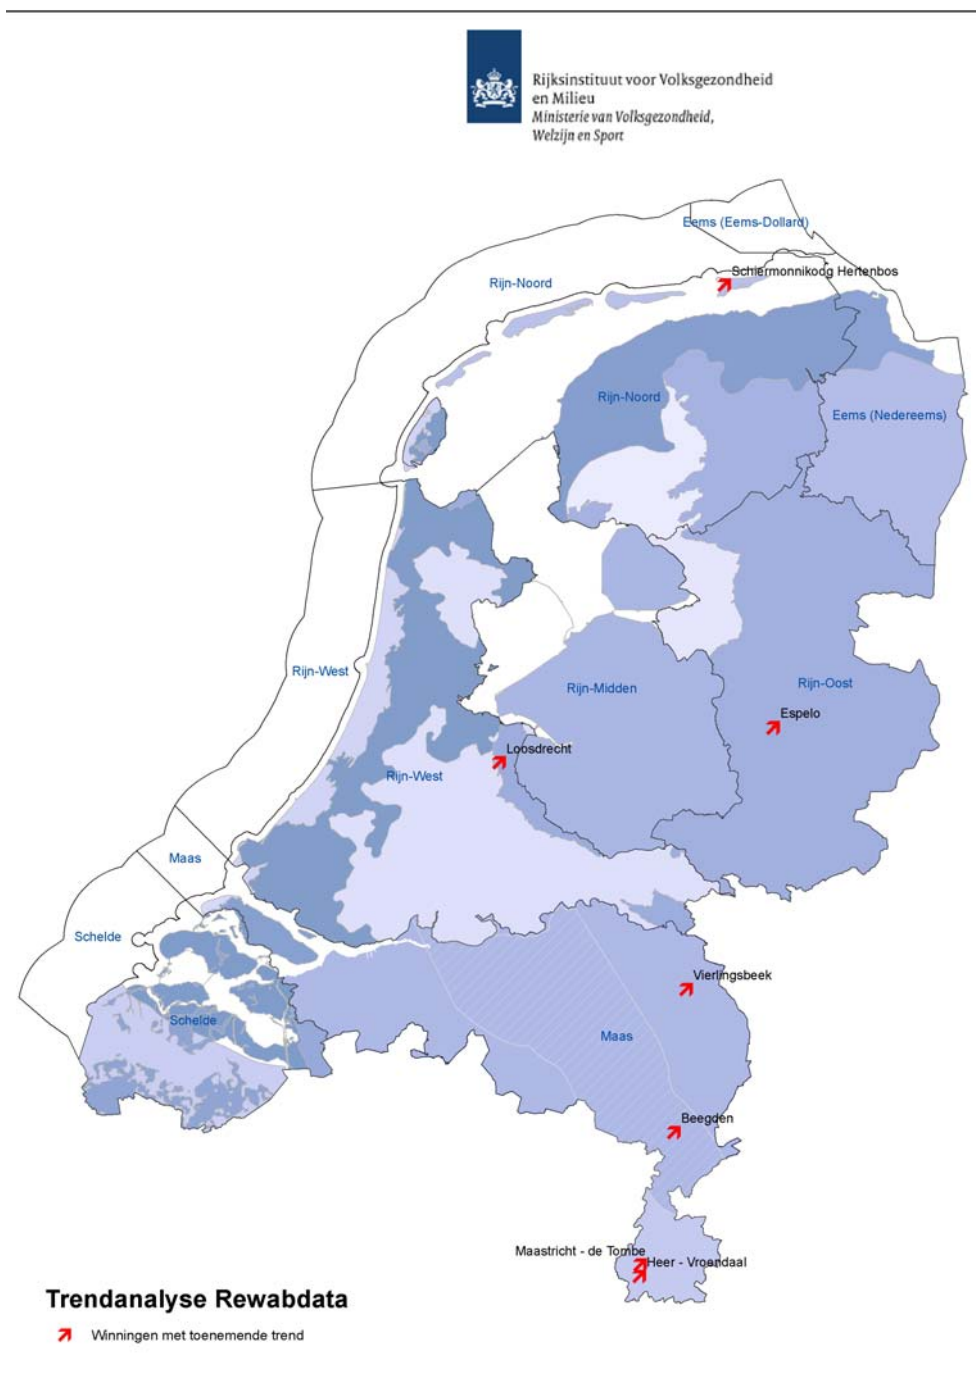 Rijksinstituut voor Volksgezondheid
en Milieu
Ministerie van Volksgezondheid,
Welzijn en Sport
Eems (Eems-Dollard)
Schiermonnikoog Hertenbos
Rijn-Noord
Rijn-Noord
Eems (Nedereems)
Rijn-West
Rijn-Midden
Rijn-Oost
Espelo
Loosdrecht
Rijn-West
Maas
Schelde
Vierlingsbeek
Schelde
Maas
Beegden
Maastricht - de Tombe
Heer - Vroendaal
Trendanalyse Rewabdata
Winningen met toenemende trend